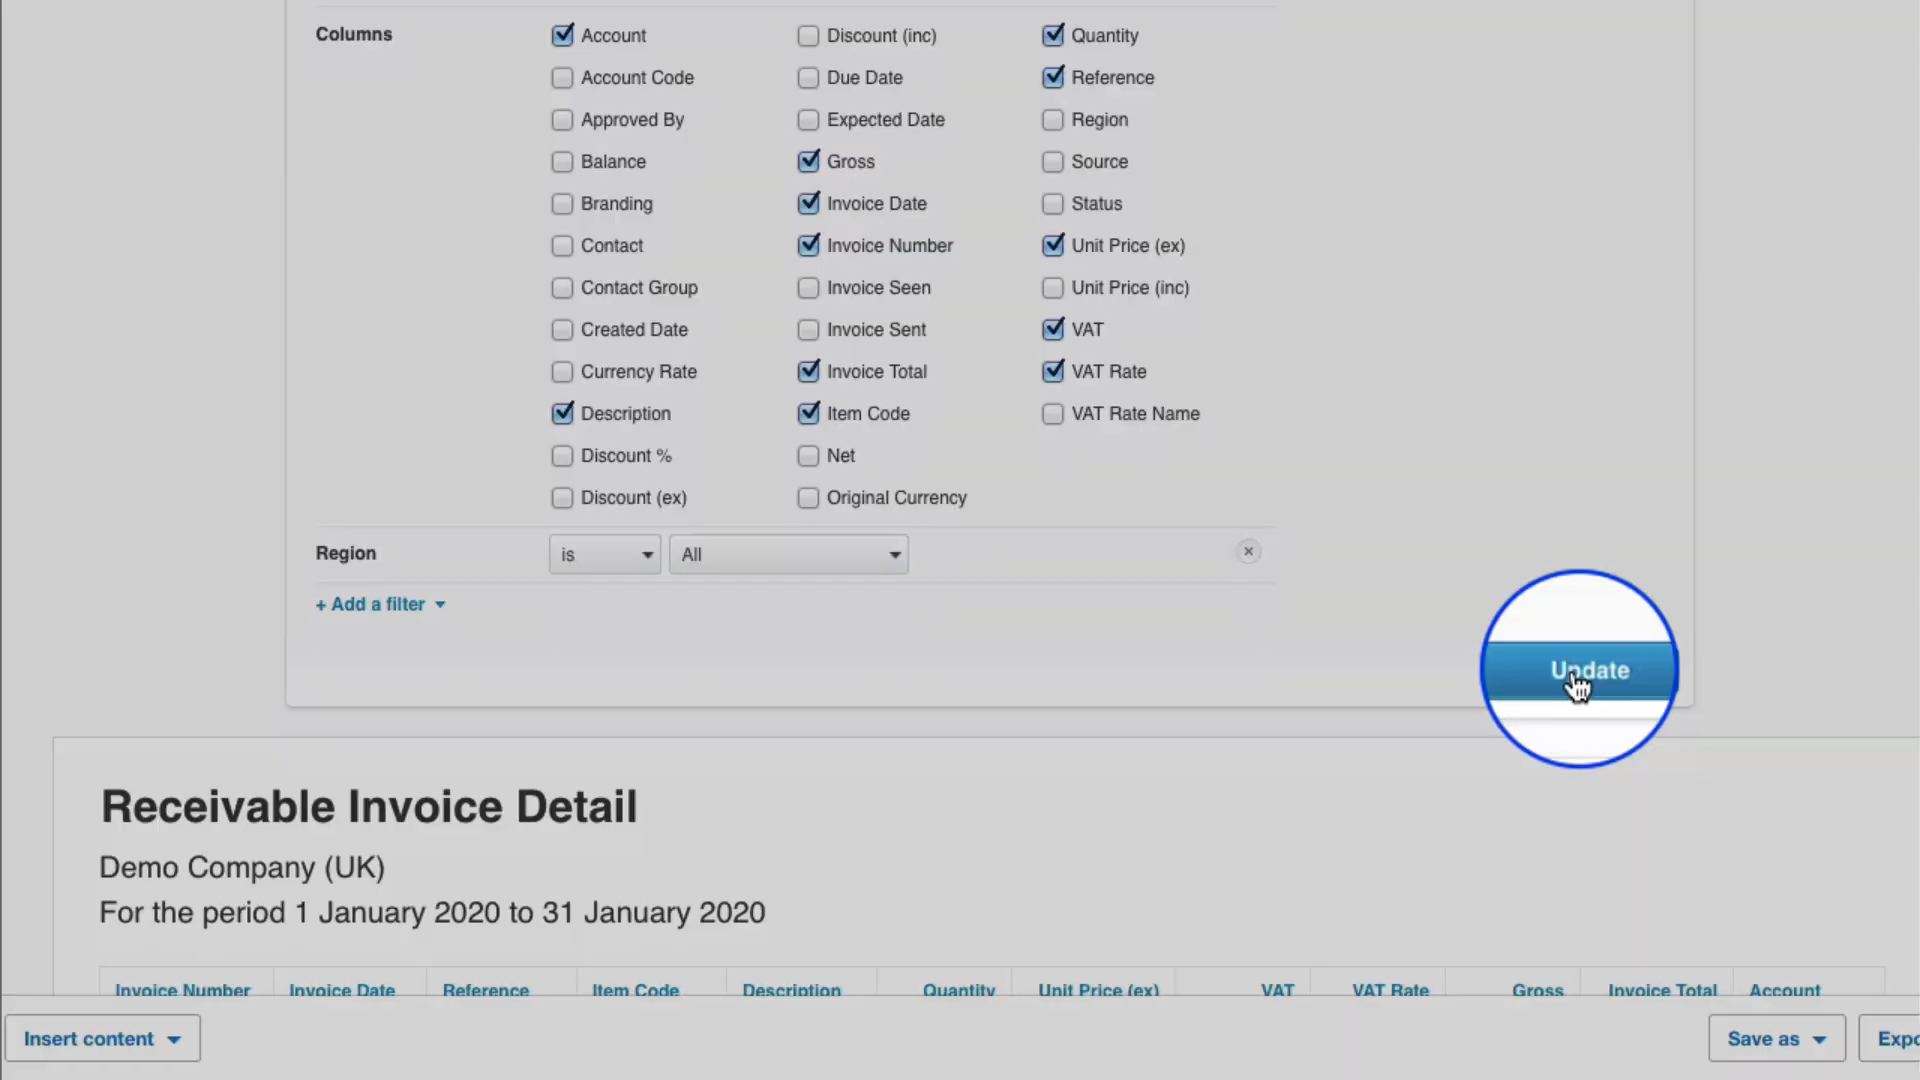 Columns
Account
Discount (inc)
Quantity
Account Code
Due Date
Reference
Approved By
Expected Date
Region
Balance
Gross
Source
Branding
Invoice Date
Status
Contact
Invoice Number
Unit Price (ex)
Contact Group
Invoice Seen
Unit Price (inc)
Created Date
Invoice Sent
VAT
Currency Rate
Invoice Total
VAT Rate
Description
Item Code
VAT Rate Name
Discount %
Net
Discount (ex)
Original Currency
Region is All
+ Add a filter
Update
Receivable Invoice Detail
Demo Company (UK)
For the period 1 January 2020 to 31 January 2020
Invoice Number Invoice Date Reference Item Code Description Quantity Unit Price (ex) VAT VAT Rate Gross Invoice Total Account
Insert content
Save as
Expo